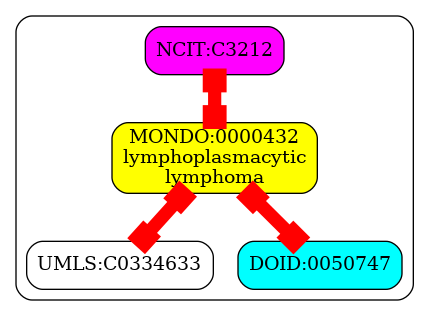 NCIT:C3212
MONDO:0000432
lymphoplasmacytic
lymphoma
UMLS:C0334633
DOID:0050747